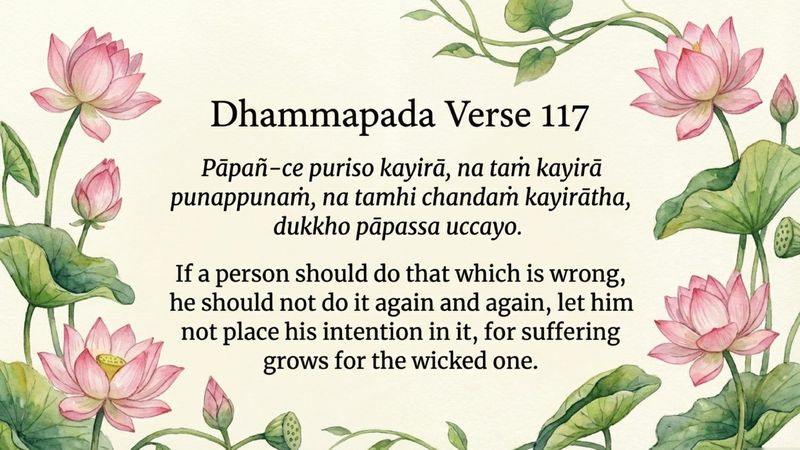 Dhammapada Verse 117
Pāpañ-ce puriso kayirā, na taṁ kayirā
punappunaṁ, na tamhi chandaṁ kayirātha,
dukkho pāpassa uccayo.
If a person should do that which is wrong,
he should not do it again and again, let him
not place his intention in it, for suffering
grows for the wicked one.